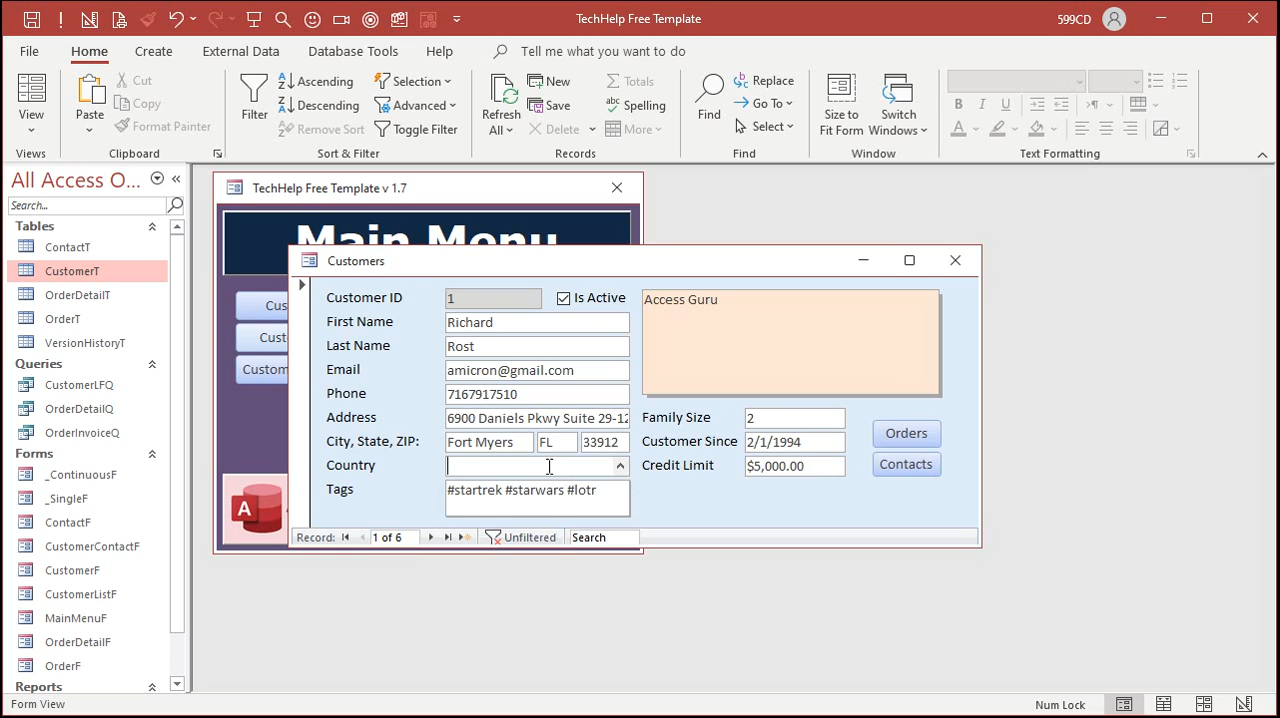 TechHelp Free Template
599CD
File Home Create External Data Database Tools Help Tell me what you want to do
View
Views
Paste
Cut
Copy
Format Painter
Clipboard
Filter
Ascending
Descending
Remove Sort
Selection
Advanced
Toggle Filter
Sort & Filter
Refresh All
New
Save
Delete
Totals
Spelling
More
Records
Find
Replace
Go To
Select
Find
Size to Fit Form
Switch Windows
Window
B I U
A
Text Formatting
All Access O...
Search...
Tables
ContactT
CustomerT
OrderDetailT
OrderT
VersionHistoryT
Queries
CustomerLFQ
OrderDetailQ
OrderInvoiceQ
Forms
_ContinuousF
_SingleF
ContactF
CustomerContactF
CustomerF
CustomerListF
MainMenuF
OrderDetailF
OrderF
Reports
TechHelp Free Template v 1.7
Main Menu
Cus
Cust
Custom
A
Customers
Customer ID 1 Is Active
First Name Richard
Last Name Rost
Email amicron@gmail.com
Phone 7167917510
Address 6900 Daniels Pkwy Suite 29-12
City, State, ZIP: Fort Myers FL 33912
Country
Tags #startrek #starwars #lotr
Access Guru
Family Size 2
Customer Since 2/1/1994
Credit Limit $5,000.00
Orders
Contacts
Record: 1 of 6 Unfiltered Search
Form View
Num Lock